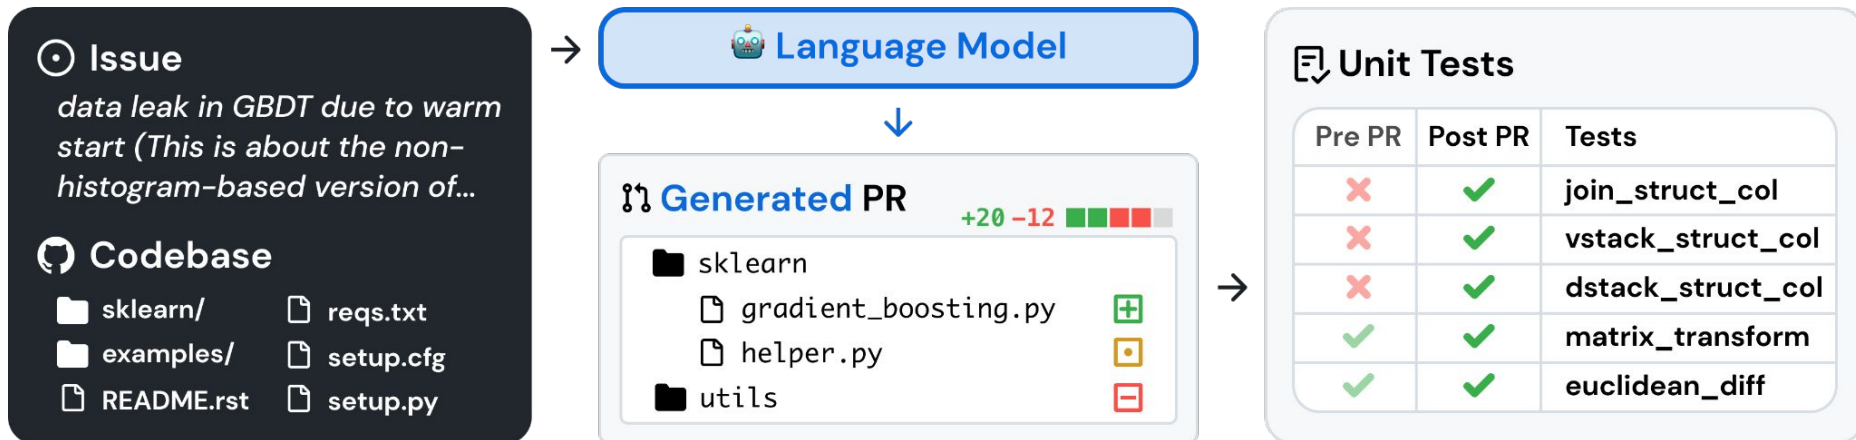 Issue
data leak in GBDT due to warm
start (This is about the non-
histogram-based version of...
Codebase
sklearn/
reqs.txt
examples/
setup.cfg
README.rst
setup.py
Language Model
Generated PR
+20 -12
sklearn
gradient_boosting.py
helper.py
utils
Unit Tests
Pre PR Post PR Tests
join_struct_col
vstack_struct_col
dstack_struct_col
matrix_transform
euclidean_diff